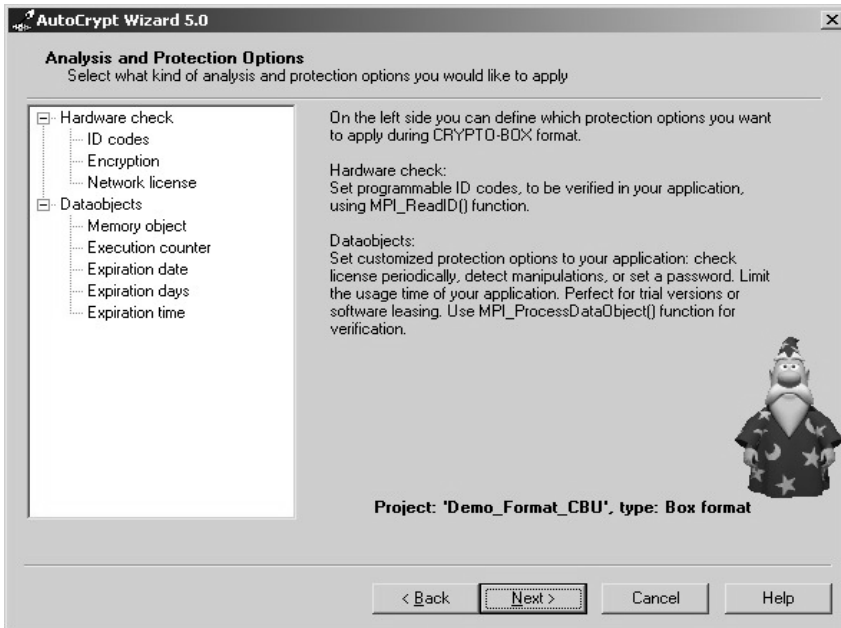 AutoCrypt Wizard 5.0
Analysis and Protection Options
Select what kind of analysis and protection options you would like to apply
Hardware check
ID codes
Encryption
Network license
Dataobjects
Memory object
Execution counter
Expiration date
Expiration days
Expiration time
On the left side you can define which protection options you want
to apply during CRYPTO-BOX format.
Hardware check:
Set programmable ID codes, to be verified in your application,
using MPI_ReadID() function.
Dataobjects:
Set customized protection options to your application: check
license periodically, detect manipulations, or set a password. Limit
the usage time of your application. Perfect for trial versions or
software leasing. Use MPI_ProcessDataObject() function for
verification.
Project: 'Demo_Format_CBU', type: Box format
< Back
Next >
Cancel
Help